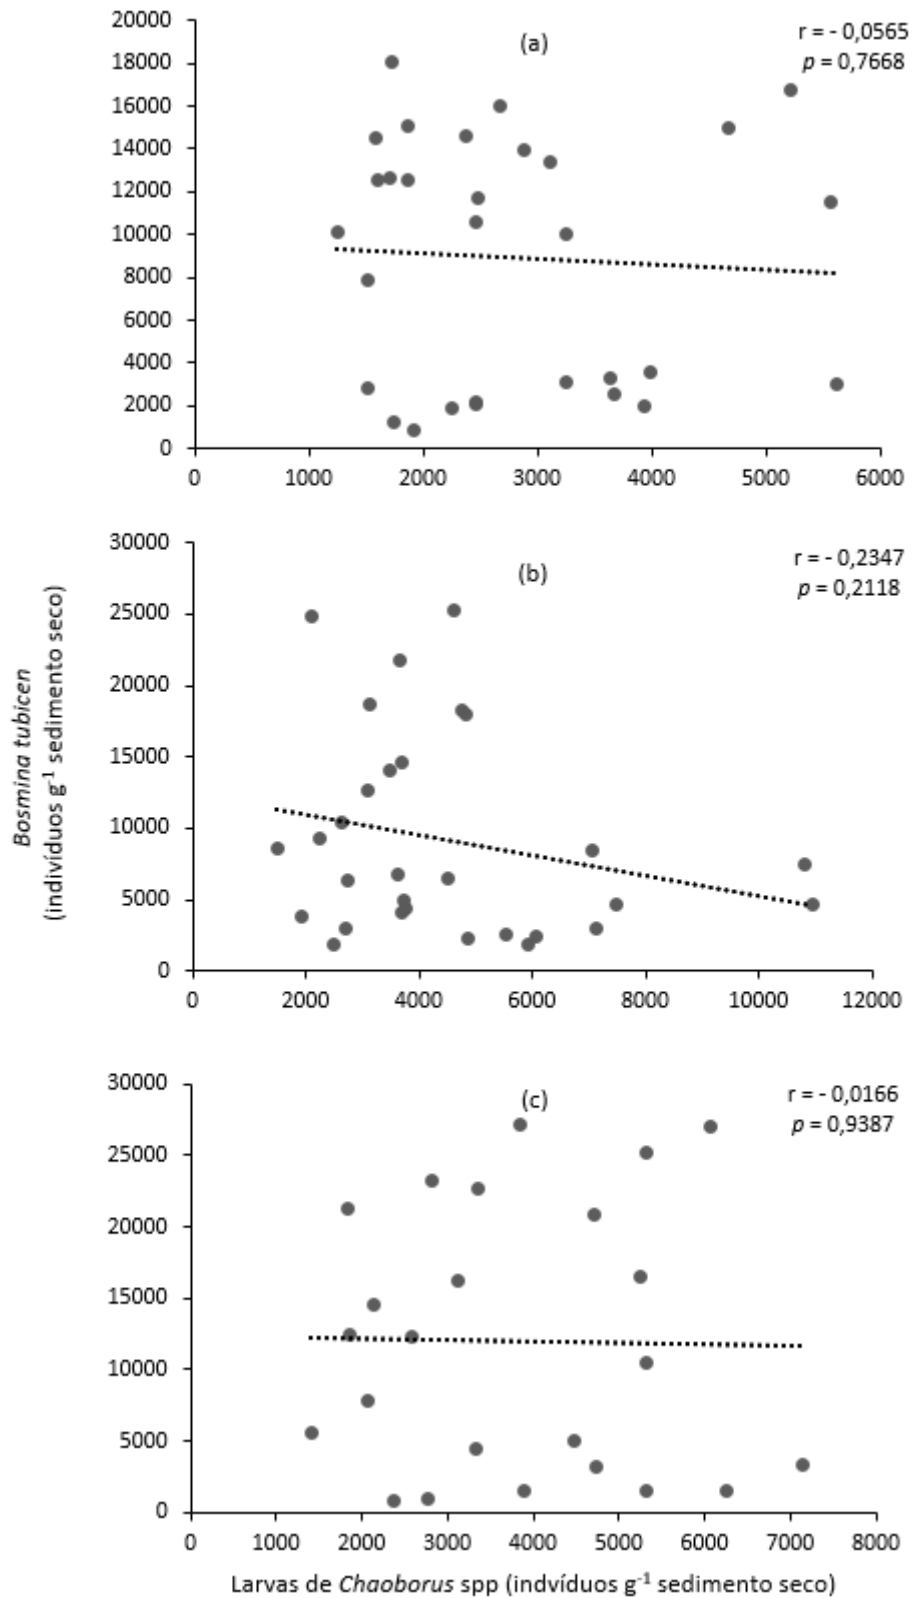 20000
18000
16000
14000
12000
10000
8000
6000
4000
2000
0
(a)
r = - 0,0565
p = 0,7668
0 1000 2000 3000 4000 5000 6000
30000
25000
20000
15000
10000
5000
0
(b)
r = - 0,2347
p = 0,2118
0 2000 4000 6000 8000 10000 12000
Bosmina tubicen
(indivíduos g⁻¹ sedimento seco)
30000
25000
20000
15000
10000
5000
0
(c)
r = - 0,0166
p = 0,9387
0 1000 2000 3000 4000 5000 6000 7000 8000
Larvas de Chaoborus spp (indvíduos g⁻¹ sedimento seco)